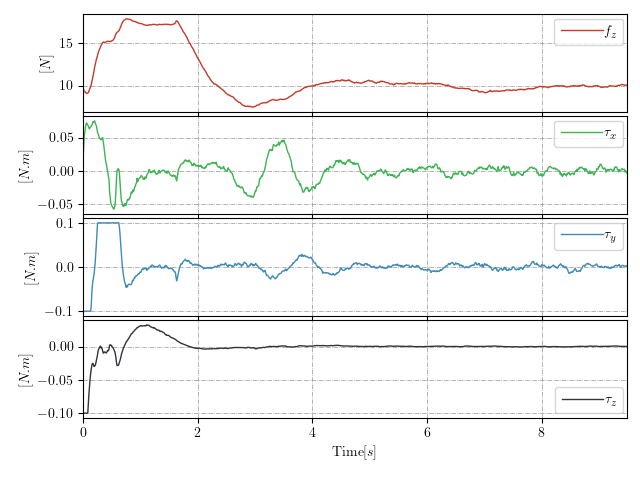 15
10
[N]
f_z
0.05
0.00
−0.05
[N.m]
τ_x
0.1
0.0
−0.1
[N.m]
τ_y
0.00
−0.05
−0.10
[N.m]
τ_z
0 2 4 6 8
Time[s]